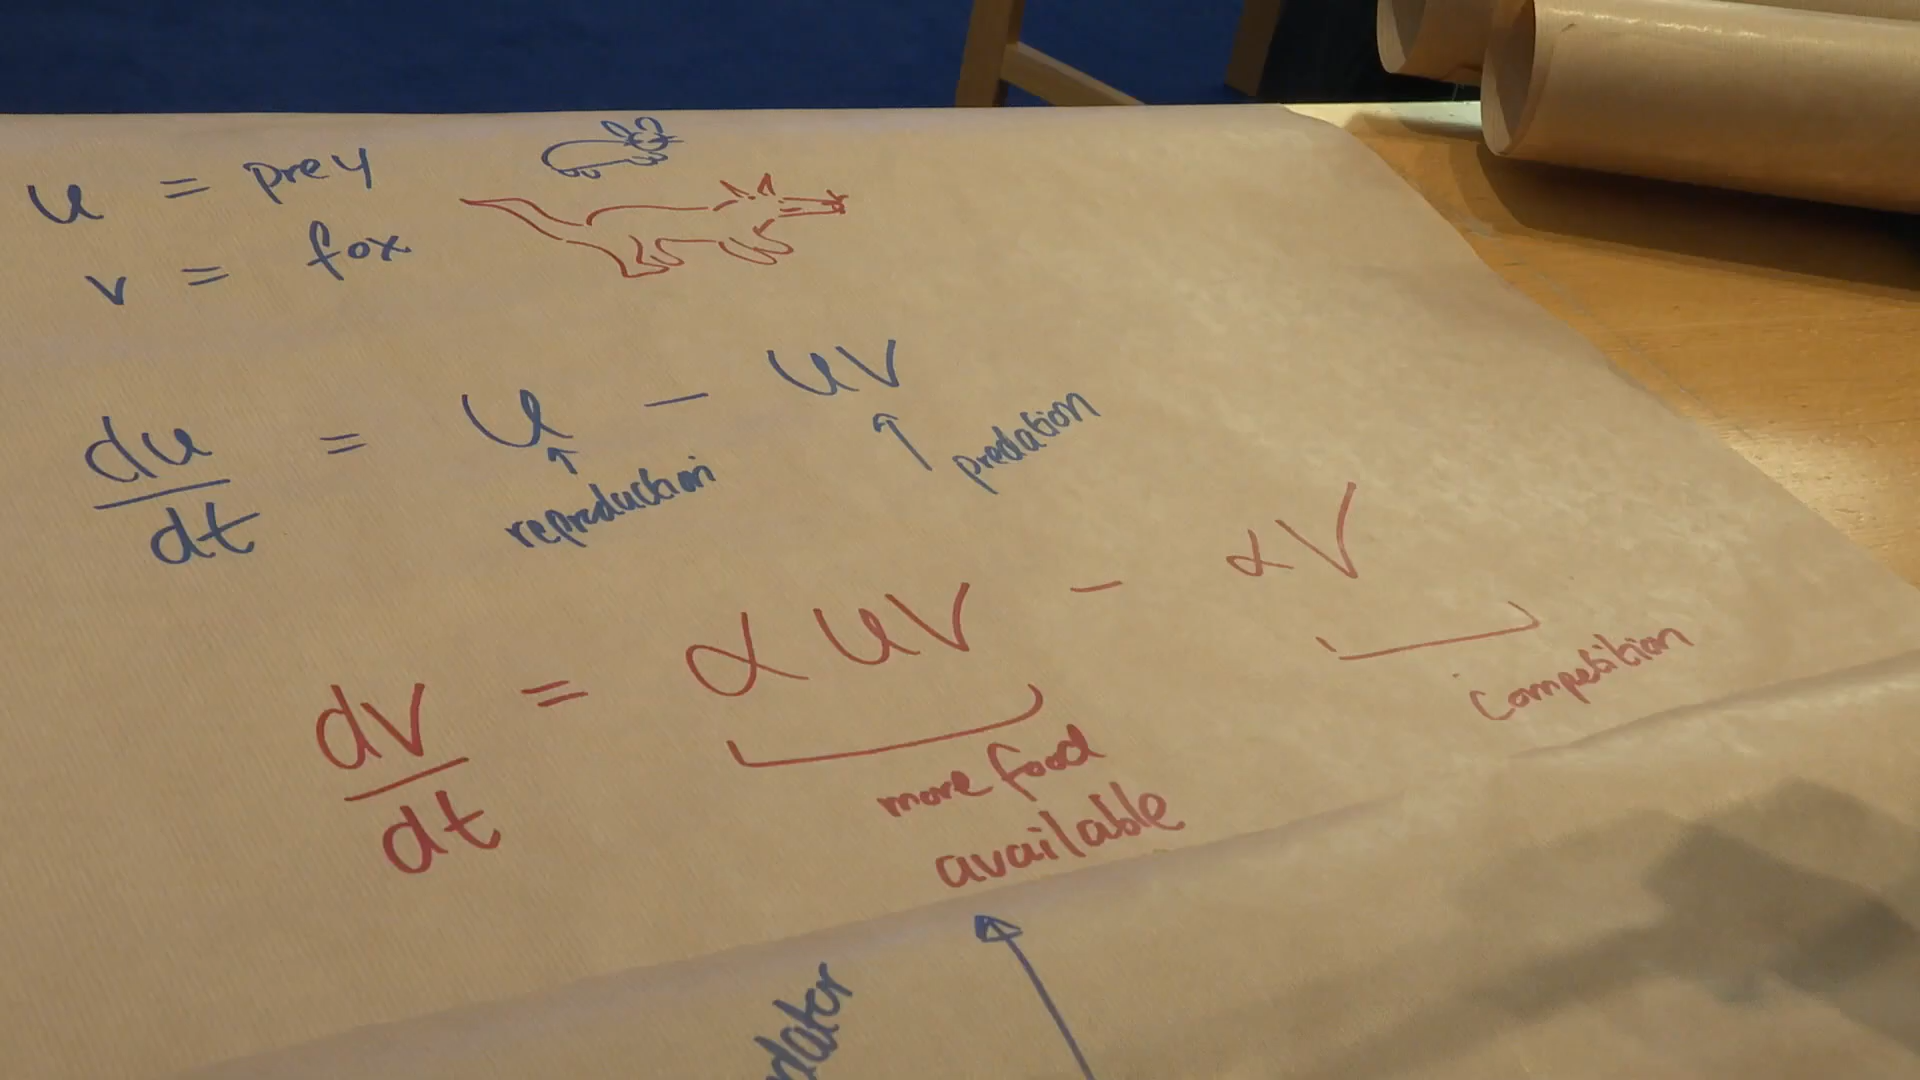 u = prey
v = fox
du/dt = u - uv
reproduction
predation
dv/dt = αuv - αv
more food
available
competition